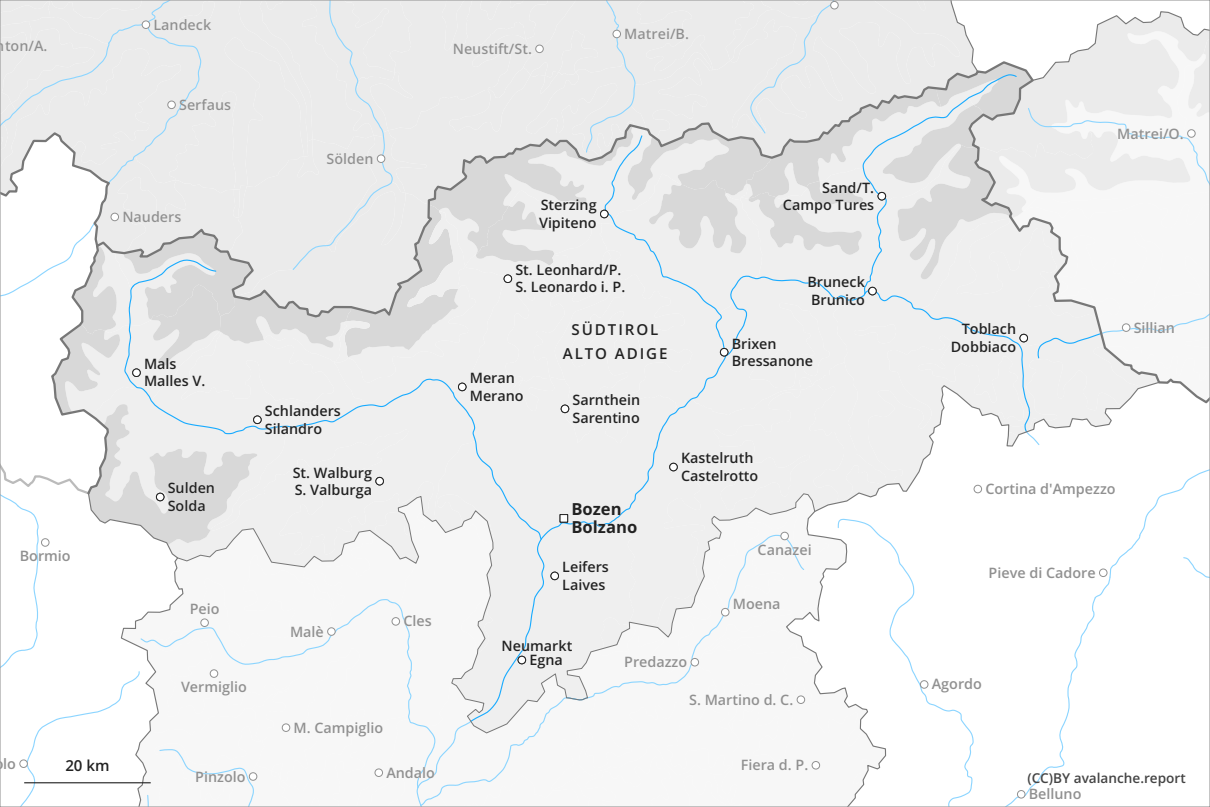 Landeck
nton/A.
Neustift/St.
Matrei/B.
Serfaus
Matrei/O.
Sölden
Sand/T.
Campo Tures
Sterzing
Vipiteno
Nauders
St. Leonhard/P.
S. Leonardo i. P.
Bruneck
Brunico
SÜDTIROL
ALTO ADIGE
Toblach
Dobbiaco
Sillian
Brixen
Bressanone
Mals
Malles V.
Meran
Merano
Sarnthein
Sarentino
Schlanders
Silandro
Kastelruth
Castelrotto
St. Walburg
S. Valburga
Sulden
Solda
Cortina d'Ampezzo
Bozen
Bolzano
Bormio
Canazei
Leifers
Laives
Pieve di Cadore
Peio
Moena
Malè
Cles
Neumarkt
Egna
Predazzo
Vermiglio
Agordo
S. Martino d. C.
M. Campiglio
olo
20 km
Pinzolo
Andalo
Fiera d. P.
(CC)BY avalanche.report
Belluno